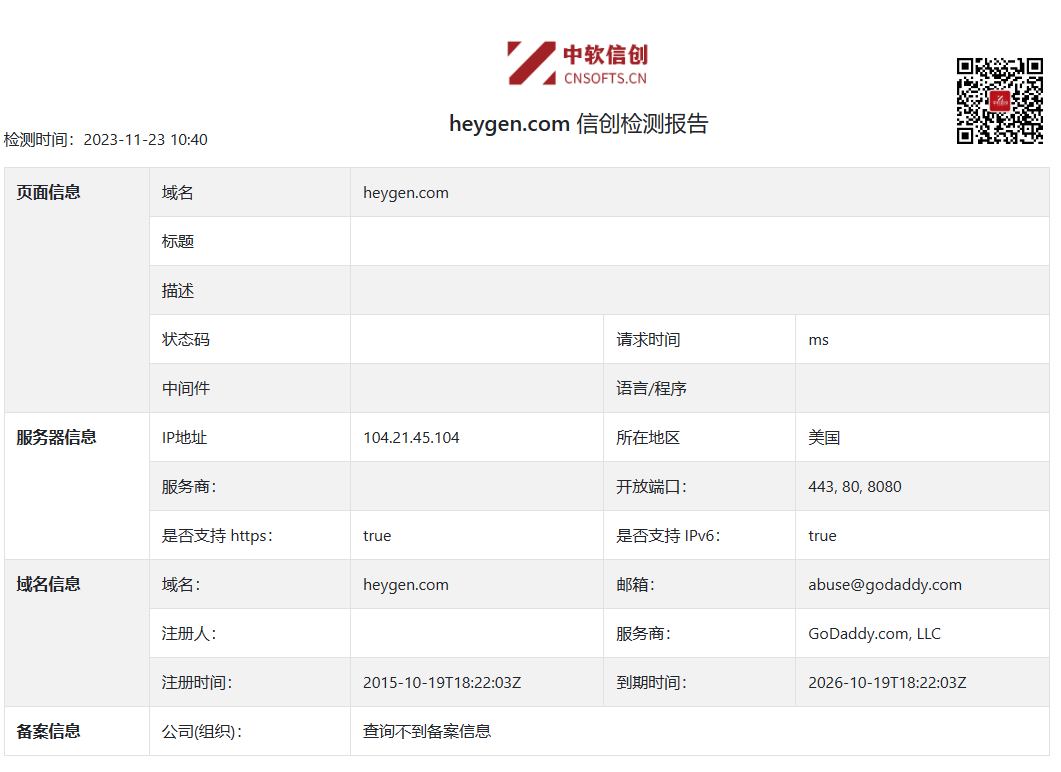 中软信创
CNSOFTS.CN
heygen.com 信创检测报告
检测时间：2023-11-23 10:40
页面信息 域名 heygen.com
标题
描述
状态码 请求时间 ms
中间件 语言/程序
服务器信息 IP地址 104.21.45.104 所在地区 美国
服务商： 开放端口： 443, 80, 8080
是否支持 https： true 是否支持 IPv6： true
域名信息 域名： heygen.com 邮箱： abuse@godaddy.com
注册人： 服务商： GoDaddy.com, LLC
注册时间： 2015-10-19T18:22:03Z 到期时间： 2026-10-19T18:22:03Z
备案信息 公司(组织)： 查询不到备案信息